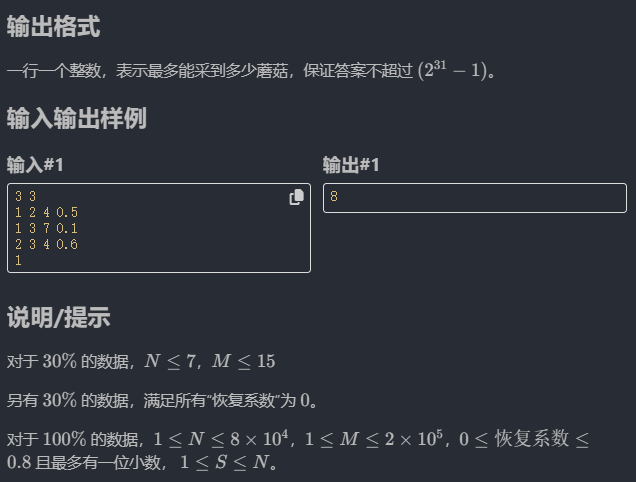 输出格式
一行一个整数，表示最多能采到多少蘑菇，保证答案不超过 (2^31 − 1)。
输入输出样例
输入#1
3 3
1 2 4 0.5
1 3 7 0.1
2 3 4 0.6
1
输出#1
8
说明/提示
对于 30% 的数据，N ≤ 7，M ≤ 15
另有 30% 的数据，满足所有“恢复系数”为 0。
对于 100% 的数据，1 ≤ N ≤ 8 × 10^4，1 ≤ M ≤ 2 × 10^5，0 ≤ 恢复系数 ≤
0.8 且最多有一位小数， 1 ≤ S ≤ N。